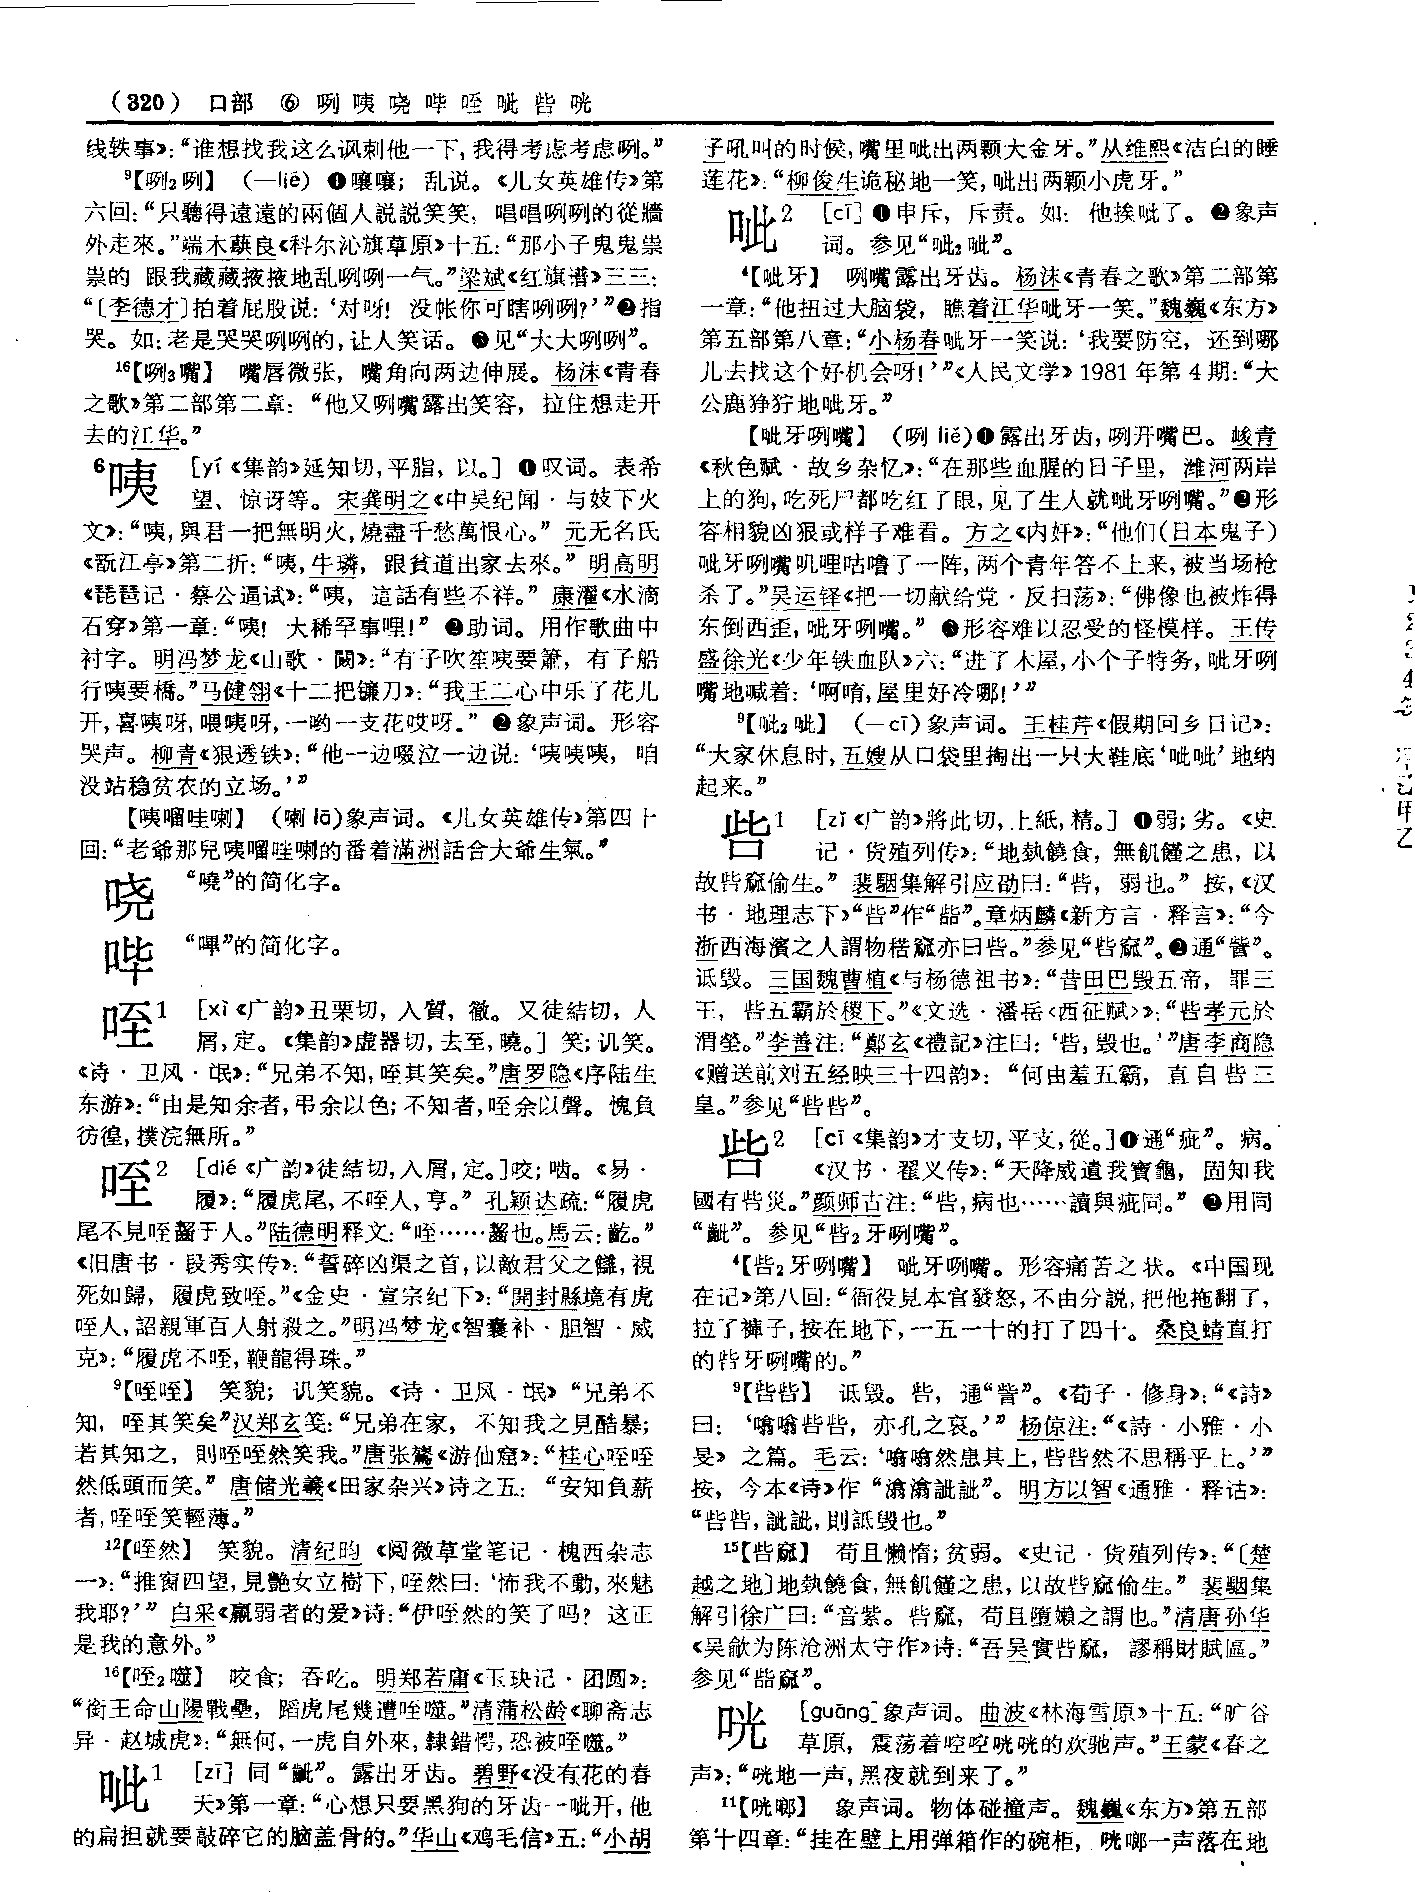 （320） 口部 ⑥ 咧咦哓哔咥呲呰咣
线轶事》：“谁想找我这么讽刺他一下，我得考虑考虑咧。”
⁹【咧₂咧】 （—liē） ❶嚷嚷；乱说。《儿女英雄传》第
六回：“只聽得遠遠的兩個人説説笑笑，唱唱咧咧的從牆
外走來。”端木蕻良《科尔沁旗草原》十五：“那小子鬼鬼祟
祟的 跟我藏藏掖掖地乱咧咧一气。”梁斌《红旗谱》三三：
“〔李德才〕拍着屁股说：‘对呀！没帐你可瞎咧咧？’”❷指
哭。如：老是哭哭咧咧的，让人笑话。❸见“大大咧咧”。
¹⁶【咧₃嘴】 嘴唇微张，嘴角向两边伸展。杨沫《青春
之歌》第二部第二章：“他又咧嘴露出笑容，拉住想走开
去的江华。”
⁶咦 [yí《集韵》延知切，平脂，以。] ❶叹词。表希
望、惊讶等。宋龚明之《中吴纪闻·与妓下火
文》：“咦，與君一把無明火，燒盡千愁萬恨心。”元无名氏
《翫江亭》第二折：“咦，牛璘，跟貧道出家去來。”明高明
《琵琶记·蔡公逼试》：“咦，這話有些不祥。”康濯《水滴
石穿》第一章：“咦！大稀罕事哩！”❷助词。用作歌曲中
衬字。明冯梦龙《山歌·鬭》：“有了吹笙咦要簫，有了船
行咦要橋。”马健翎《十二把镰刀》：“我王二心中乐了花儿
开，喜咦呀，喂咦呀，一哟一支花哎呀。”❷象声词。形容
哭声。柳青《狠透铁》：“他一边啜泣一边说：‘咦咦咦，咱
没站稳贫农的立场。’”
【咦嚠哇喇】 （喇 lā）象声词。《儿女英雄传》第四十
回：“老爺那兒咦嚠哇喇的番着滿洲話合大爺生氣。”
哓 “嘵”的简化字。
哔 “嗶”的简化字。
咥1 [xì《广韵》丑栗切，入質，徹。又徒結切，入
屑，定。《集韵》虚器切，去至，曉。] 笑；讥笑。
《诗·卫风·氓》：“兄弟不知，咥其笑矣。”唐罗隐《序陆生
东游》：“由是知余者，弔余以色；不知者，咥余以聲。愧負
彷徨，撲浣無所。”
咥2 [dié《广韵》徒結切，入屑，定。]咬；啮。《易·
履》：“履虎尾，不咥人，亨。”孔颖达疏：“履虎
尾不見咥齧于人。”陆德明释文：“咥……齧也。馬云：齕。”
《旧唐书·段秀实传》：“誓碎凶渠之首，以敵君父之讎，視
死如歸，履虎致咥。”《金史·宣宗纪下》：“開封縣境有虎
咥人，詔親軍百人射殺之。”明冯梦龙《智囊补·胆智·威
克》：“履虎不咥，鞭龍得珠。”
⁹【咥咥】 笑貌；讥笑貌。《诗·卫风·氓》“兄弟不
知，咥其笑矣”汉郑玄笺：“兄弟在家，不知我之見酷暴；
若其知之，則咥咥然笑我。”唐张鷟《游仙窟》：“桂心咥咥
然低頭而笑。”唐储光羲《田家杂兴》诗之五：“安知負薪
者，咥咥笑輕薄。”
¹²【咥然】 笑貌。清纪昀《阅微草堂笔记·槐西杂志
一》：“推窗四望，見艷女立樹下，咥然曰：‘怖我不動，來魅
我耶？’”白采《羸弱者的爱》诗：“伊咥然的笑了吗？这正
是我的意外。”
¹⁶【咥₂噬】 咬食；吞吃。明郑若庸《玉玦记·团圆》：
“銜王命山陽戰壘，蹈虎尾幾遭咥噬。”清蒲松龄《聊斋志
异·赵城虎》：“無何，一虎自外來，隸錯愕，恐被咥噬。”
呲1 [zī] 同“齜”。露出牙齿。碧野《没有花的春
天》第一章：“心想只要黑狗的牙齿一呲开，他
的扁担就要敲碎它的脑盖骨的。”华山《鸡毛信》五：“小胡
子吼叫的时候，嘴里呲出两颗大金牙。”从维熙《洁白的睡
莲花》：“柳俊生诡秘地一笑，呲出两颗小虎牙。”
呲2 [cī] ❶申斥，斥责。如：他挨呲了。❷象声
词。参见“呲₂呲”。
⁴【呲牙】 咧嘴露出牙齿。杨沫《青春之歌》第二部第
一章：“他扭过大脑袋，瞧着江华呲牙一笑。”魏巍《东方》
第五部第八章：“小杨春呲牙一笑说：‘我要防空，还到哪
儿去找这个好机会呀！’”《人民文学》1981年第4期：“大
公鹿狰狞地呲牙。”
【呲牙咧嘴】 （咧 liě）❶露出牙齿，咧开嘴巴。峻青
《秋色赋·故乡杂忆》：“在那些血腥的日子里，潍河两岸
上的狗，吃死尸都吃红了眼，见了生人就呲牙咧嘴。”❷形
容相貌凶狠或样子难看。方之《内奸》：“他们（日本鬼子）
呲牙咧嘴叽哩咕噜了一阵，两个青年答不上来，被当场枪
杀了。”吴运铎《把一切献给党·反扫荡》：“佛像也被炸得
东倒西歪，呲牙咧嘴。”❸形容难以忍受的怪模样。王传
盛徐光《少年铁血队》六：“进了木屋，小个子特务，呲牙咧
嘴地喊着：‘啊唷，屋里好冷哪！’”
⁹【呲₂呲】 （—cī）象声词。王桂芹《假期回乡日记》：
“大家休息时，五嫂从口袋里掏出一只大鞋底‘呲呲’地纳
起来。”
呰1 [zǐ《广韵》將此切，上紙，精。] ❶弱；劣。《史
记·货殖列传》：“地埶饒食，無飢饉之患，以
故呰窳偷生。”裴駰集解引应劭曰：“呰，弱也。”按，《汉
书·地理志下》“呰”作“啙”。章炳麟《新方言·释言》：“今
浙西海濱之人謂物楛窳亦曰呰。”参见“呰窳”。❷通“訾”。
诋毁。三国魏曹植《与杨德祖书》：“昔田巴毁五帝，罪三
王，呰五霸於稷下。”《文选·潘岳〈西征赋〉》：“呰孝元於
渭塋。”李善注：“鄭玄《禮記》注曰：‘呰，毁也。’”唐李商隐
《赠送前刘五经映三十四韵》：“何由羞五霸，直自呰三
皇。”参见“呰呰”。
呰2 [cī《集韵》才支切，平支，從。]❶通“疵”。病。
《汉书·翟义传》：“天降威遺我寶龜，固知我
國有呰災。”颜师古注：“呰，病也……讀與疵同。”❷用同
“齜”。参见“呰₂牙咧嘴”。
⁴【呰₂牙咧嘴】 呲牙咧嘴。形容痛苦之状。《中国现
在记》第八回：“衙役見本官發怒，不由分説，把他拖翻了，
拉了褲子，按在地下，一五一十的打了四十。桑良蜻直打
的呰牙咧嘴的。”
⁹【呰呰】 诋毁。呰，通“訾”。《荀子·修身》：“《詩》
曰：‘噏噏呰呰，亦孔之哀。’”杨倞注：“《詩·小雅·小
旻》之篇。毛云：‘噏噏然患其上，呰呰然不思稱乎上。’”
按，今本《诗》作“潝潝訿訿”。明方以智《通雅·释诂》：
“呰呰，訿訿，則詆毁也。”
¹⁵【呰窳】 苟且懒惰；贫弱。《史记·货殖列传》：“〔楚
越之地〕地埶饒食，無飢饉之患，以故呰窳偷生。”裴駰集
解引徐广曰：“音紫。呰窳，苟且墮嬾之謂也。”清唐孙华
《吴歈为陈沧洲太守作》诗：“吾吴實呰窳，謬稱財賦區。”
参见“啙窳”。
咣 [guāng]象声词。曲波《林海雪原》十五：“旷谷
草原，震荡着啌啌咣咣的欢驰声。”王蒙《春之
声》：“咣地一声，黑夜就到来了。”
¹¹【咣啷】 象声词。物体碰撞声。魏巍《东方》第五部
第十四章：“挂在壁上用弹箱作的碗柜，咣啷一声落在地